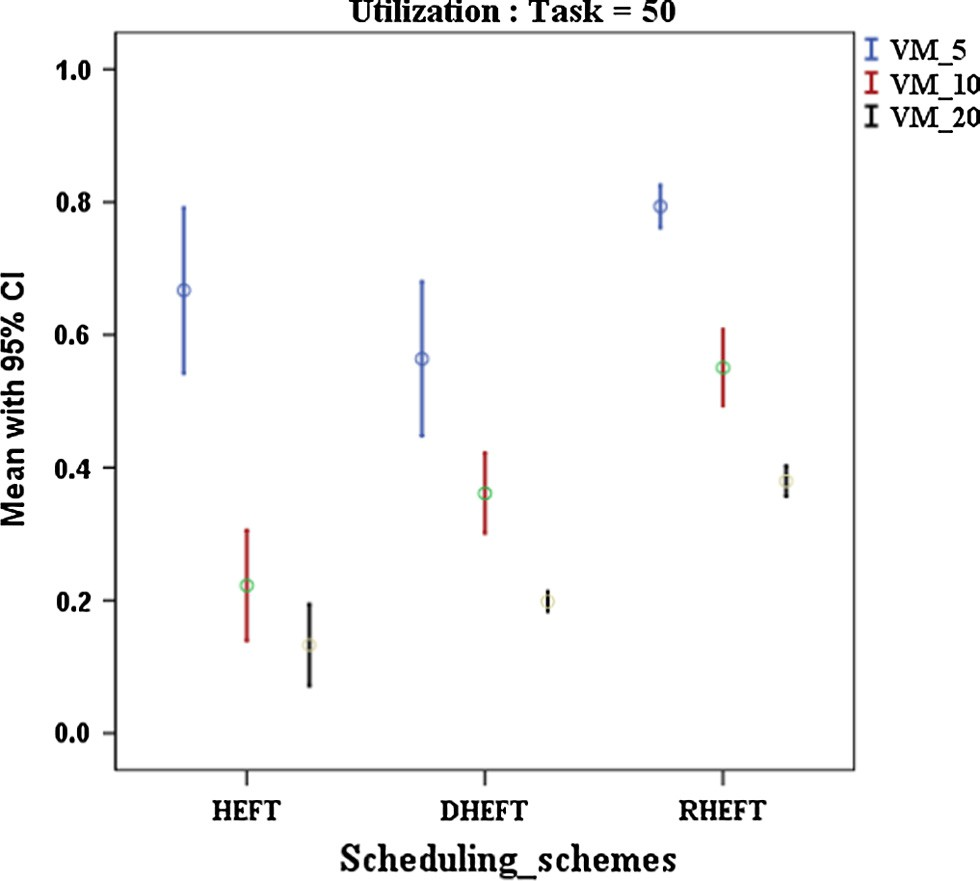 Utilization : Task = 50
VM_5
VM_10
VM_20
1.0
0.8
0.6
0.4
0.2
0.0
Mean with 95% CI
HEFT DHEFT RHEFT
Scheduling_schemes